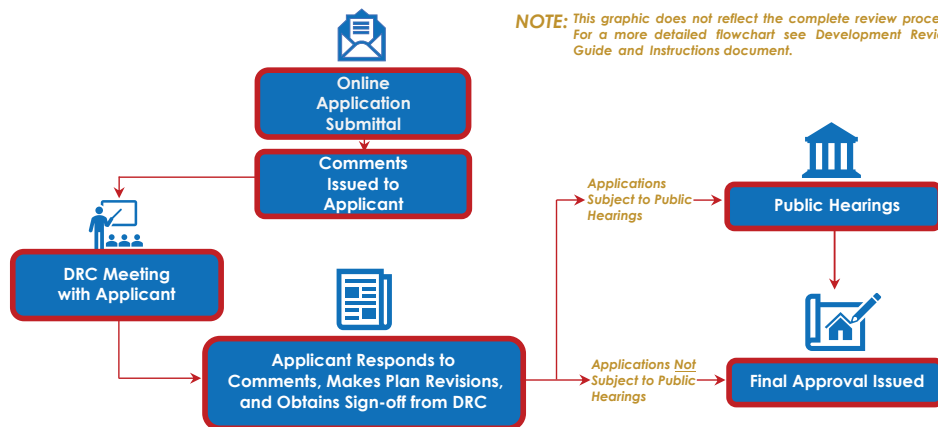 NOTE: This graphic does not reflect the complete review
For a more detailed flowchart see Development
Guide and Instructions document.
Online
Application
Submittal
Comments
Issued to
Applicant
DRC Meeting
with Applicant
Applicant Responds to
Comments, Makes Plan Revisions,
and Obtains Sign-off from DRC
Applications
Subject to Public
Hearings
Public Hearings
Applications Not
Subject to Public
Hearings
Final Approval Issued